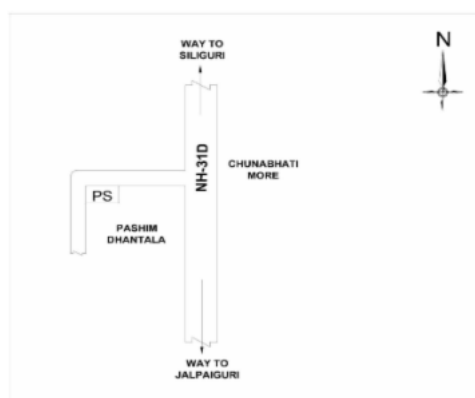 WAY TO
SILIGURI
N
NH-31D
CHUNABHATI
MORE
PS
PASHIM
DHANTALA
WAY TO
JALPAIGURI